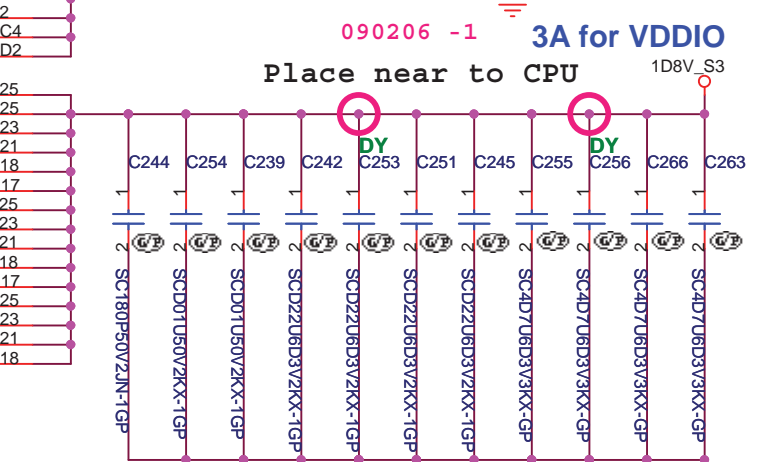 2
C4
D2
090206 -1
3A for VDDIO
Place near to CPU
1D8V_S3
25
25
23
21
18
17
25
23
21
18
17
25
23
21
18
DY
DY
C244
C254
C239
C242
C253
C251
C245
C255
C256
C266
C263
1
1
1
1
1
1
1
1
1
1
1
2
2
2
2
2
2
2
2
2
2
2
G/P
G/P
G/P
G/P
G/P
G/P
G/P
G/P
G/P
G/P
G/P
SC180P50V2JN-1GP
SCD01U50V2KX-1GP
SCD01U50V2KX-1GP
SCD22U6D3V2KX-1GP
SCD22U6D3V2KX-1GP
SCD22U6D3V2KX-1GP
SCD22U6D3V2KX-1GP
SC4D7U6D3V3KX-GP
SC4D7U6D3V3KX-GP
SC4D7U6D3V3KX-GP
SC4D7U6D3V3KX-GP